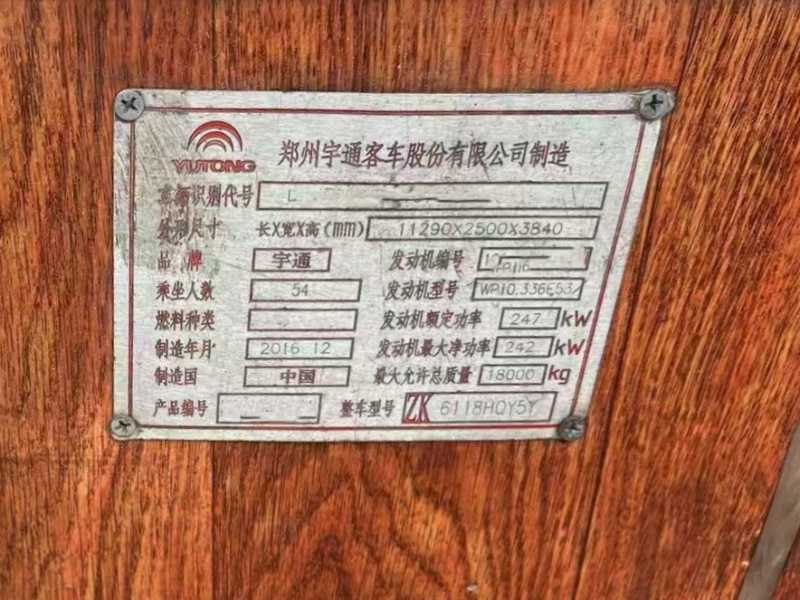 YUTONG 郑州宇通客车股份有限公司制造
车辆识别代号 L
外形尺寸 长X宽X高(mm) 11290X2500X3840
品牌 宇通 发动机编号
乘坐人数 54 发动机型号 WP10.336E53
燃料种类 发动机额定功率 247 kW
制造年月 2016 12 发动机最大净功率 242 kW
制造国 中国 最大允许总质量 18000 kg
产品编号 整车型号 ZK 6118HQY5Y